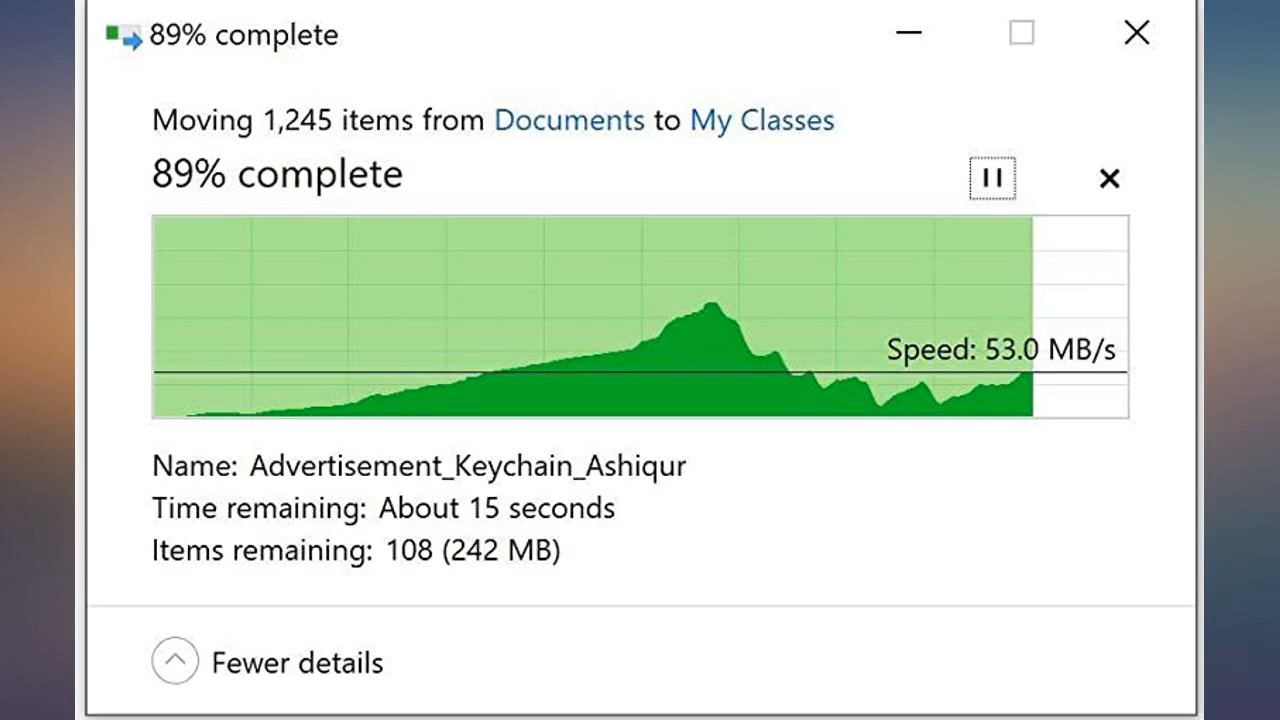 89% complete
Moving 1,245 items from Documents to My Classes
89% complete
Speed: 53.0 MB/s
Name: Advertisement_Keychain_Ashiqur
Time remaining: About 15 seconds
Items remaining: 108 (242 MB)
Fewer details